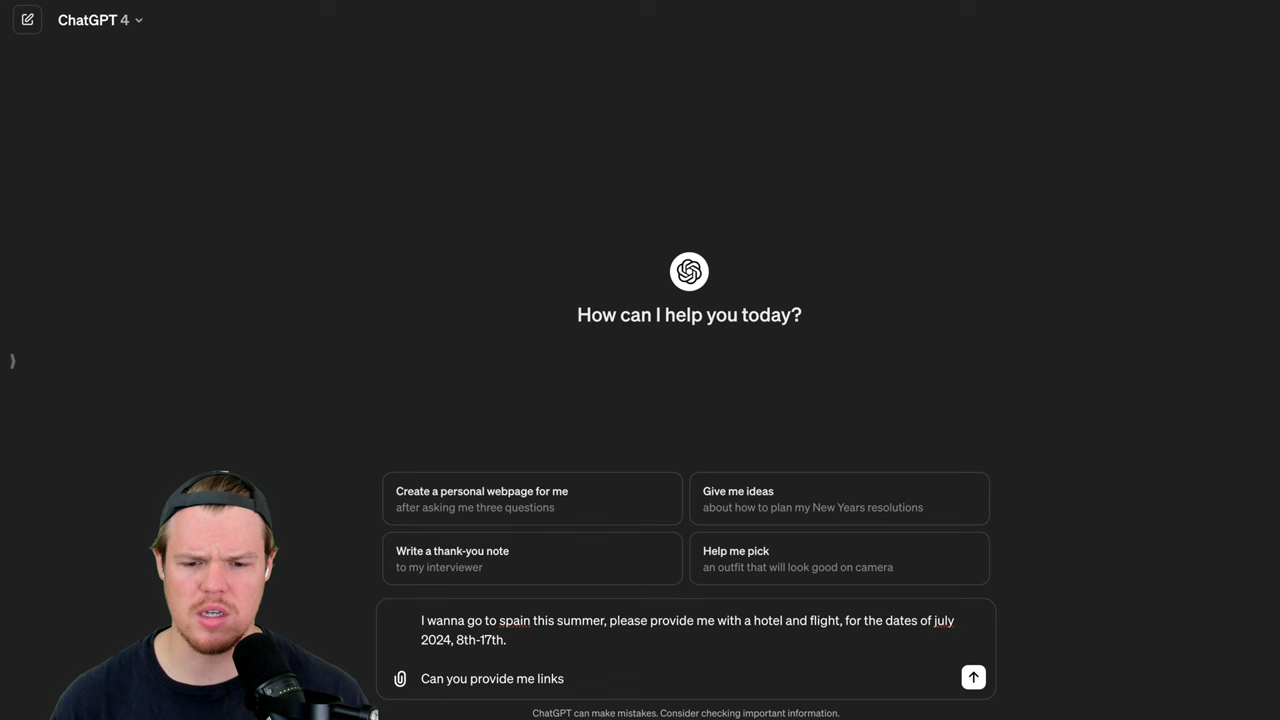 ChatGPT 4
How can I help you today?
Create a personal webpage for me
after asking me three questions
Give me ideas
about how to plan my New Years resolutions
Write a thank-you note
to my interviewer
Help me pick
an outfit that will look good on camera
I wanna go to spain this summer, please provide me with a hotel and flight, for the dates of july
2024, 8th-17th.
Can you provide me links
ChatGPT can make mistakes. Consider checking important information.